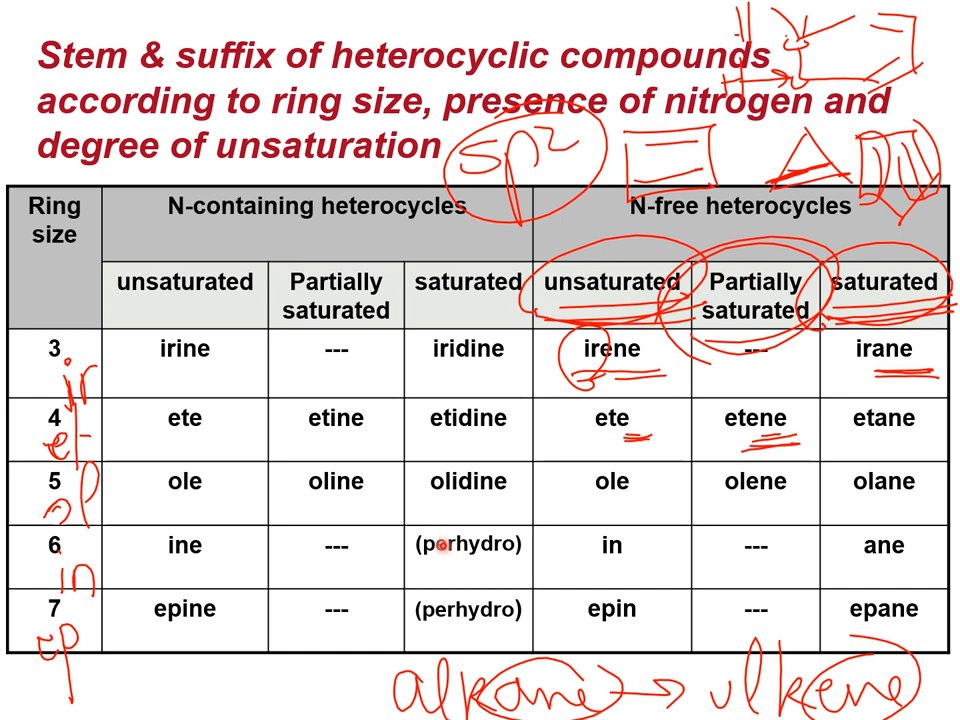 Stem & suffix of heterocyclic compounds
according to ring size, presence of nitrogen and
degree of unsaturation
sp2
Ring size N-containing heterocycles N-free heterocycles
unsaturated Partially saturated saturated unsaturated Partially saturated saturated
3 irine --- iridine irene --- irane
ir
4 ete etine etidine ete etene etane
et
5 ole oline olidine ole olene olane
ol
6 ine --- (perhydro) in --- ane
in
7 epine --- (perhydro) epin --- epane
ep
alkane → alkene